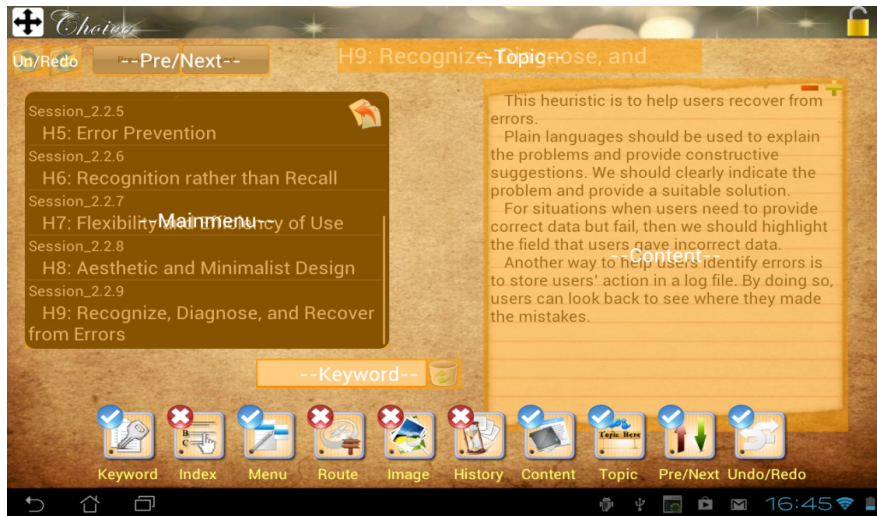 Choice
Un/Redo
--Pre/Next--
H9: Recognize, Diagnose, and
--Topic--
Session_2.2.5
H5: Error Prevention
Session_2.2.6
H6: Recognition rather than Recall
Session_2.2.7
H7: Flexibility and Efficiency of Use
--Mainmenu--
Session_2.2.8
H8: Aesthetic and Minimalist Design
Session_2.2.9
H9: Recognize, Diagnose, and Recover
from Errors
This heuristic is to help users recover from
errors.
Plain languages should be used to explain
the problems and provide constructive
suggestions. We should clearly indicate the
problem and provide a suitable solution.
For situations when users need to provide
correct data but fail, then we should highlight
the field that users gave incorrect data.
--Content--
Another way to help users identify errors is
to store users' action in a log file. By doing so,
users can look back to see where they made
the mistakes.
--Keyword--
B
C
Topic Here
Keyword Index Menu Route Image History Content Topic Pre/Next Undo/Redo
16:45